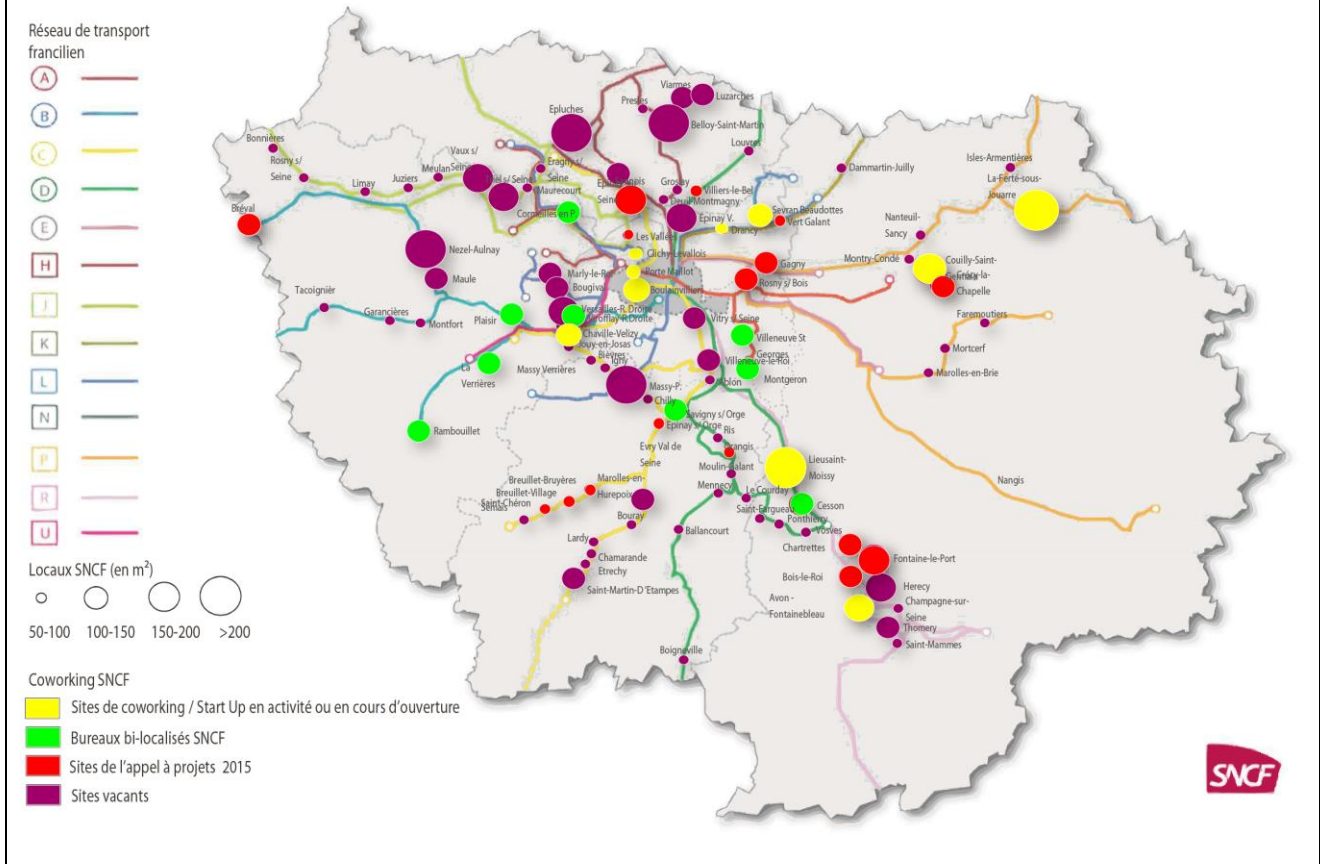 Réseau de transport
francilien
A
B
C
D
E
H
J
K
L
N
P
R
U
Locaux SNCF (en m²)
50-100
100-150
150-200
>200
Coworking SNCF
Sites de coworking / Start Up en activité ou en cours d'ouverture
Bureaux bi-localisés SNCF
Sites de l'appel à projets 2015
Sites vacants
Viarmes
Luzarches
Presles
Epluches
Belloy-Saint-Martin
Bonnières
Rosny s/
Seine
Limay
Juziers
Meulan
Vaux s/
Seine
Eragny s/
Seine
Maurecourt
Louvres
Groslay
Villiers-le-Bel
Deuil-Montmagny
Epinay V.
Dammartin-Juilly
Isles-Armentières
La-Ferté-sous-
Jouarre
Sevran Beaudottes
Vert Galant
Drancy
Bréval
Les Vallées
Clichy-Levallois
Porte Maillot
Boulainvilliers
Nanteuil-
Sancy
Montry-Condé
Couilly-Saint-
Crécy-la-
Chapelle
Gagny
Rosny s/ Bois
Nezel-Aulnay
Maule
Marly-le-Roi
Bougival
Tacoignièr
Garancières
Montfort
Plaisir
Versailles-R.Droite
Chaville-Velizy
Jouy-en-Josas
Bièvres
Igny
Massy Verrières
La
Verrières
Vitry s/ Seine
Villeneuve St
Georges
Villeneuve-le-Roi
Montgeron
Ablon
Faremoutiers
Mortcerf
Marolles-en-Brie
Massy-P.
Chilly
Savigny s/ Orge
Epinay s/ Orge
Rambouillet
Evry Val de
Seine
Ris
Orangis
Moulin-Galant
Lieusaint-
Moissy
Nangis
Breuillet-Bruyères
Breuillet-Village
Saint-Chéron
Marolles-en-
Hurepoix
Bouray
Mennecy
Le Courday
Saint-Fargueau
Ponthierry
Vosves
Cesson
Ballancourt
Lardy
Chamarande
Etrechy
Saint-Martin-D'Etampes
Chartrettes
Fontaine-le-Port
Bois-le-Roi
Herecy
Avon -
Fontainebleau
Champagne-sur-
Seine
Thomery
Saint-Mammes
Boigneville
SNCF